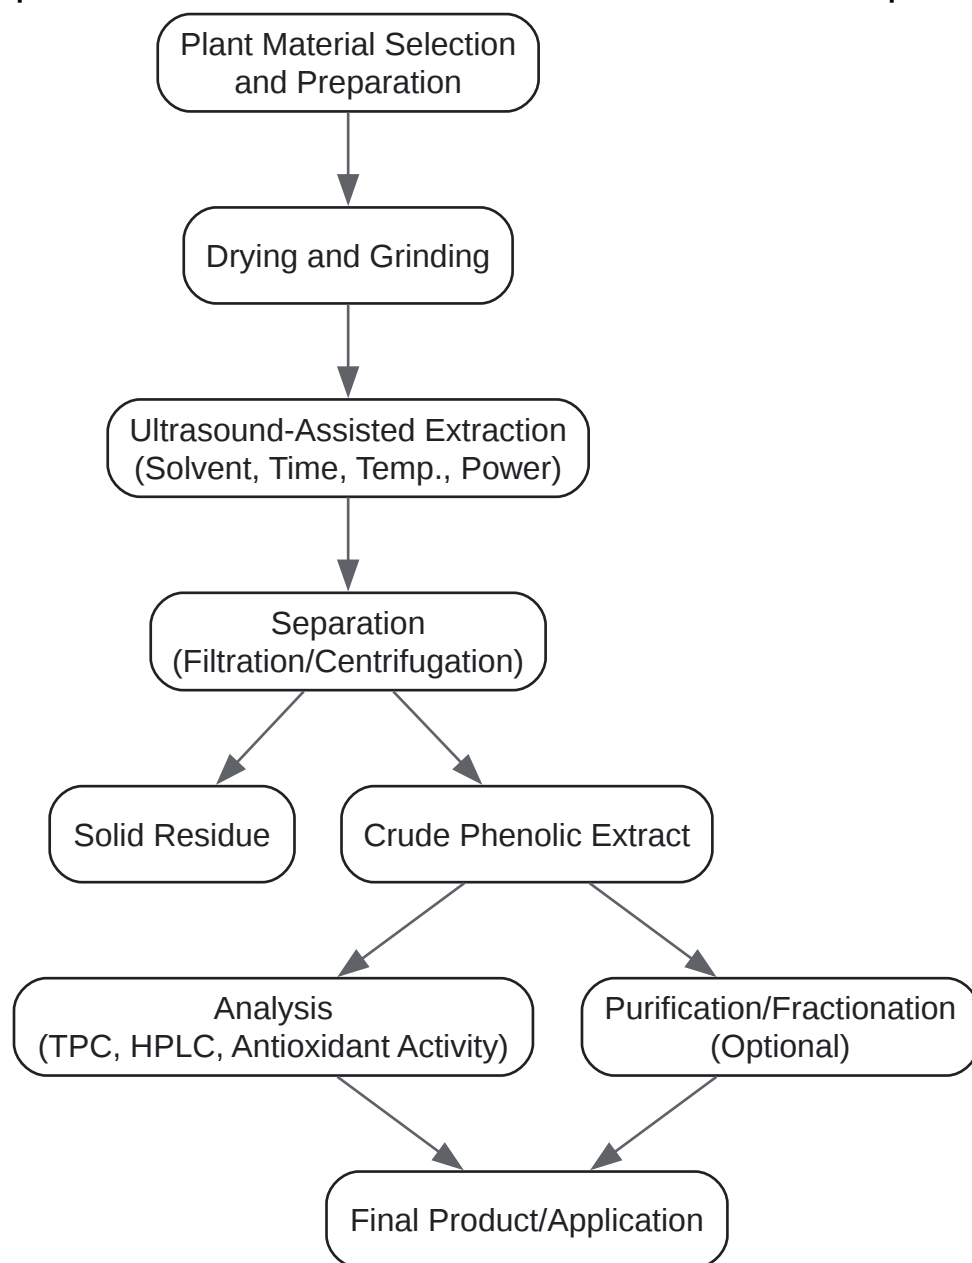 Plant Material Selection
and Preparation
Drying and Grinding
Ultrasound-Assisted Extraction
(Solvent, Time, Temp., Power)
Separation
(Filtration/Centrifugation)
Solid Residue
Crude Phenolic Extract
Analysis
(TPC, HPLC, Antioxidant Activity)
Purification/Fractionation
(Optional)
Final Product/Application